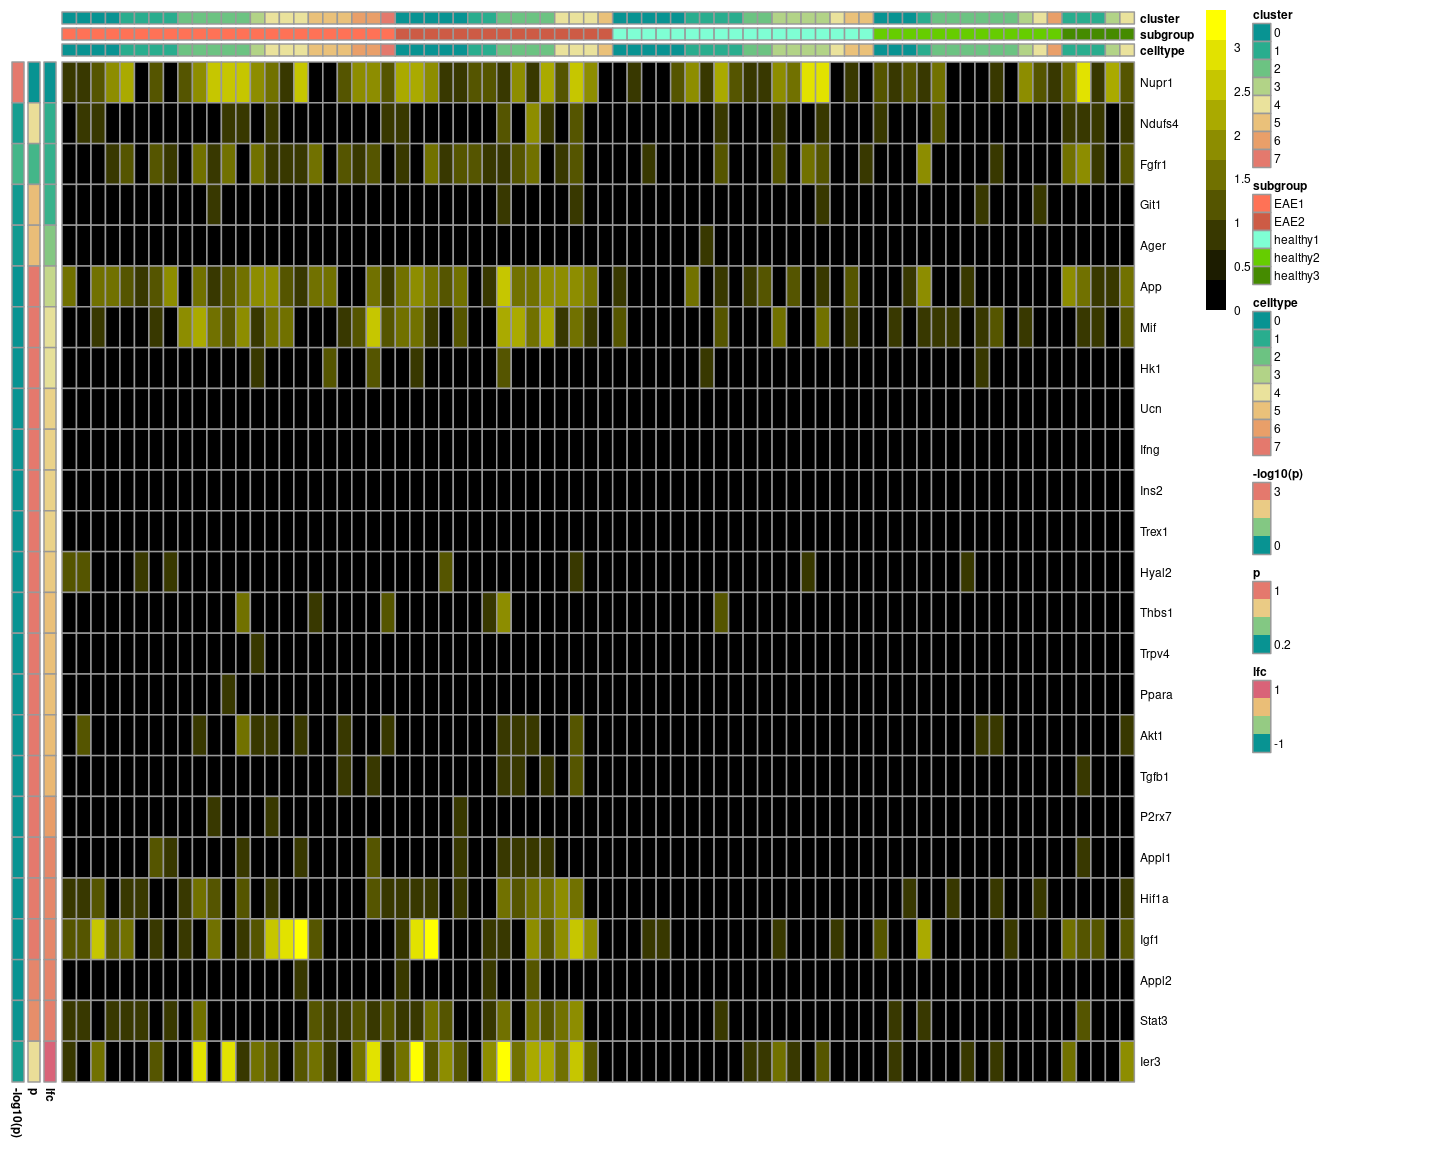 cluster
subgroup
celltype
Nupr1
Ndufs4
Fgfr1
Git1
Ager
App
Mif
Hk1
Ucn
Ifng
Ins2
Trex1
Hyal2
Thbs1
Trpv4
Ppara
Akt1
Tgfb1
P2rx7
Appl1
Hif1a
Igf1
Appl2
Stat3
Ier3
-log10(p)
p
lfc
3
2.5
2
1.5
1
0.5
0
cluster
0
1
2
3
4
5
6
7
subgroup
EAE1
EAE2
healthy1
healthy2
healthy3
celltype
0
1
2
3
4
5
6
7
-log10(p)
3
0
p
1
0.2
lfc
1
-1